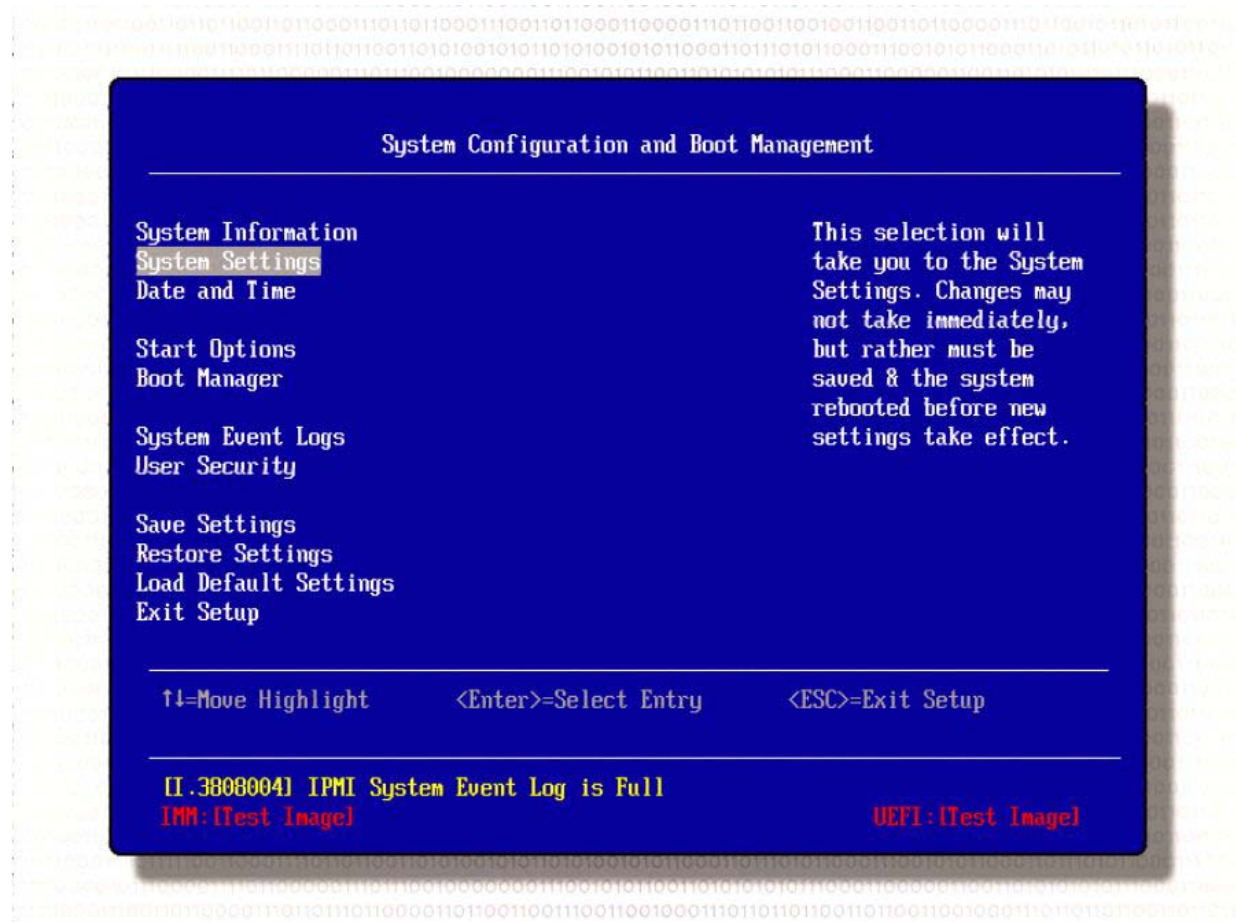 System Configuration and Boot Management
System Information
System Settings
Date and Time
Start Options
Boot Manager
System Event Logs
User Security
Save Settings
Restore Settings
Load Default Settings
Exit Setup
This selection will
take you to the System
Settings. Changes may
not take immediately,
but rather must be
saved & the system
rebooted before new
settings take effect.
↑↓=Move Highlight <Enter>=Select Entry <ESC>=Exit Setup
[I.3808004] IPMI System Event Log is Full
IMM:[Test Image] UEFI:[Test Image]